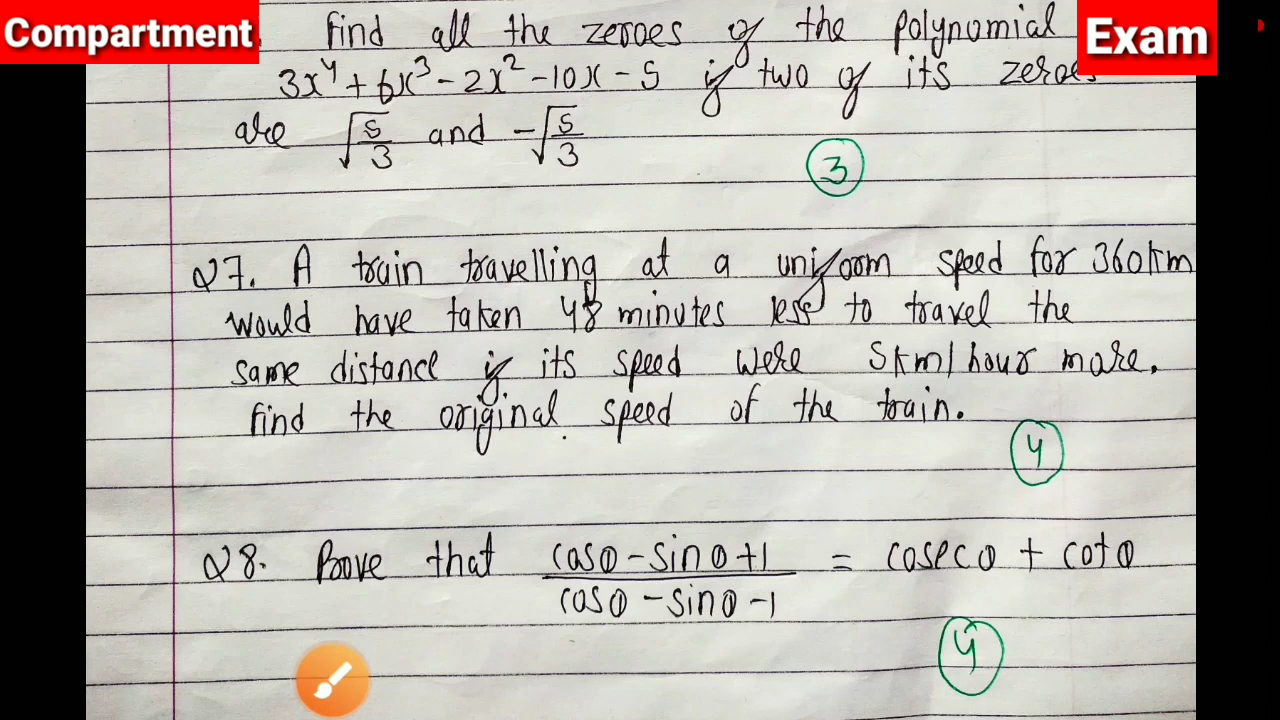 Compartment
Exam
find all the zeroes of the polynomial
3x⁴ + 6x³ - 2x² - 10x - 5 if two of its zeroes
are √5/3 and -√5/3
3
Q7. A train travelling at a uniform speed for 360km
would have taken 48 minutes less to travel the
same distance if its speed were 5km/hour more.
find the original speed of the train.
4
Q8. Prove that cosθ - sinθ + 1 / cosθ - sinθ - 1 = cosecθ + cotθ
4